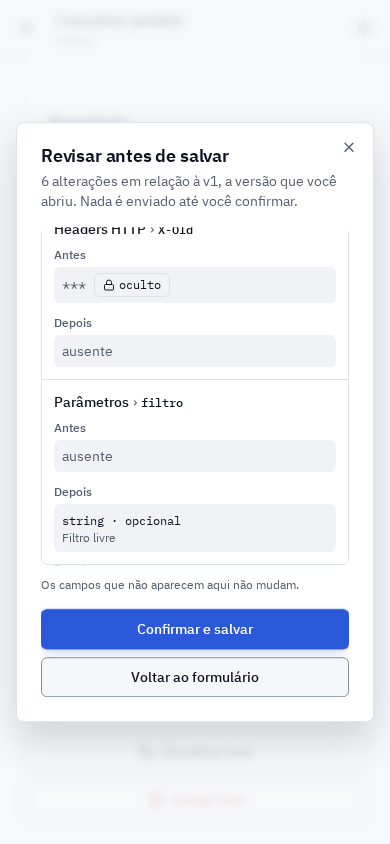 Revisar antes de salvar
6 alterações em relação à v1, a versão que você
abriu. Nada é enviado até você confirmar.
Headers HTTP › X-Old
Antes
*** oculto
Depois
ausente
Parâmetros › filtro
Antes
ausente
Depois
string · opcional
Filtro livre
Os campos que não aparecem aqui não mudam.
Confirmar e salvar
Voltar ao formulário